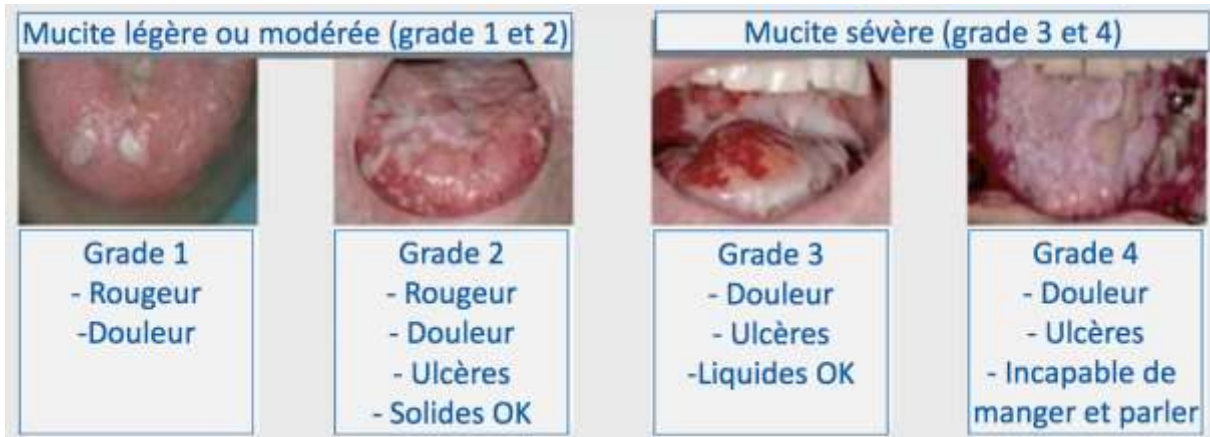 Mucite légère ou modérée (grade 1 et 2)
Mucite sévère (grade 3 et 4)
Grade 1
- Rougeur
-Douleur
Grade 2
- Rougeur
- Douleur
- Ulcères
- Solides OK
Grade 3
- Douleur
- Ulcères
-Liquides OK
Grade 4
- Douleur
- Ulcères
- Incapable de
manger et parler